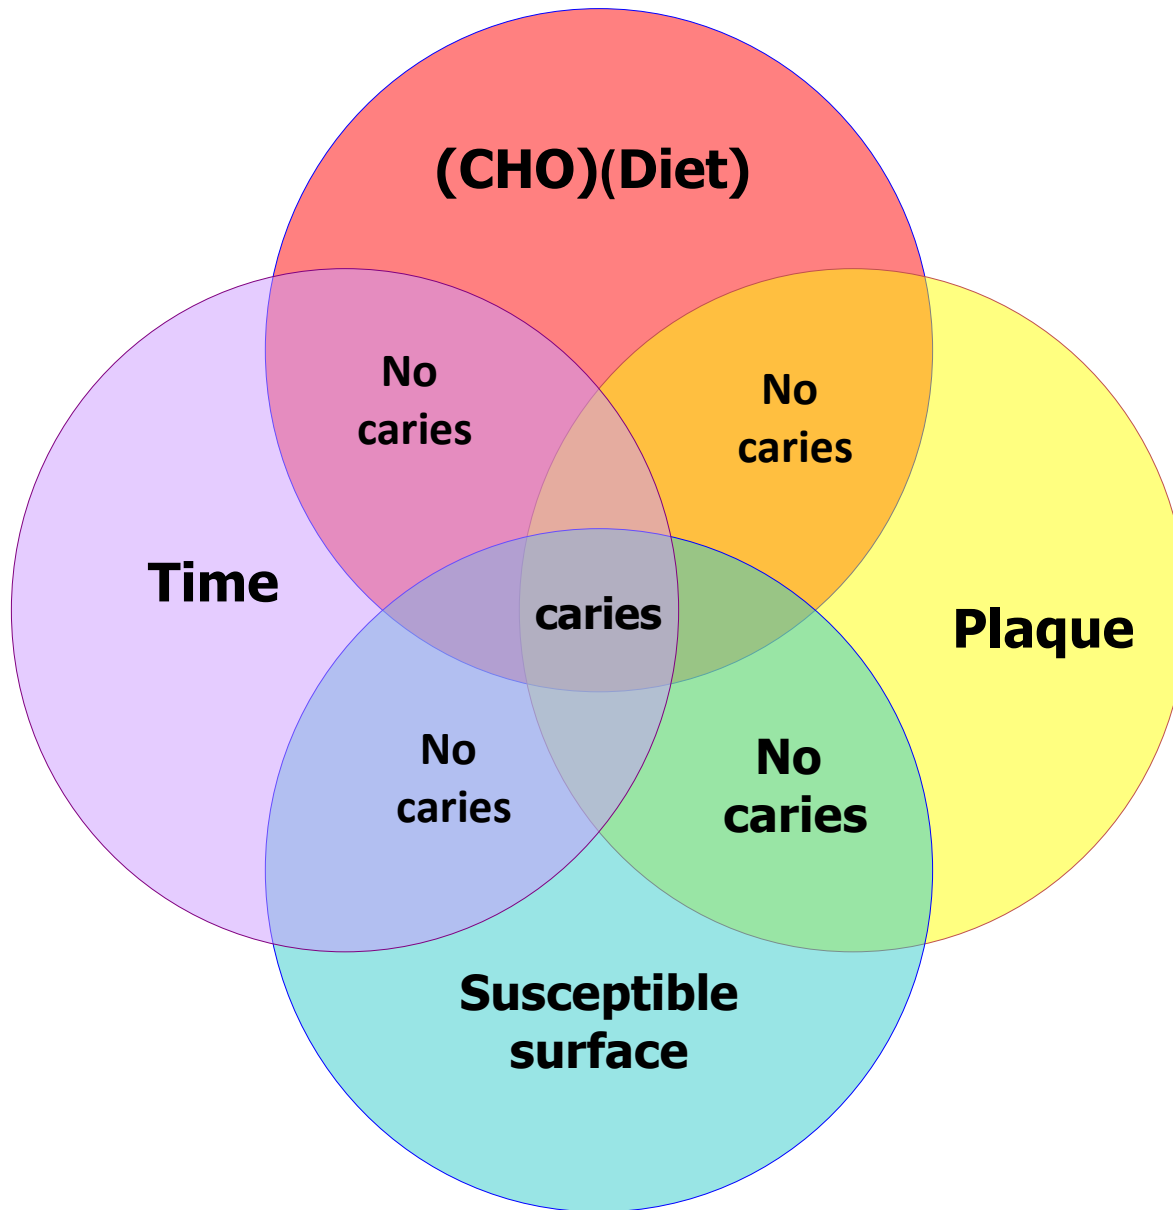 (CHO)(Diet)
No
caries
No
caries
Time
caries
Plaque
No
caries
No
caries
Susceptible
surface